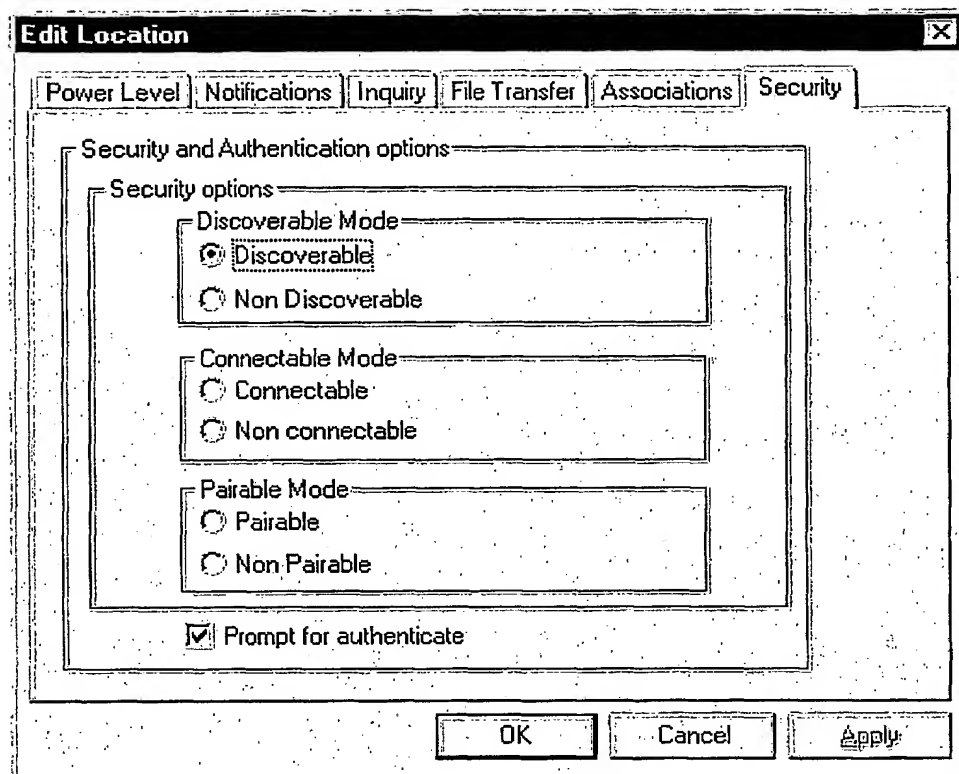 Edit Location
Power Level Notifications Inquiry File Transfer Associations Security
Security and Authentication options
Security options
Discoverable Mode
Discoverable
Non Discoverable
Connectable Mode
Connectable
Non connectable
Pairable Mode
Pairable
Non Pairable
Prompt for authenticate
OK Cancel Apply